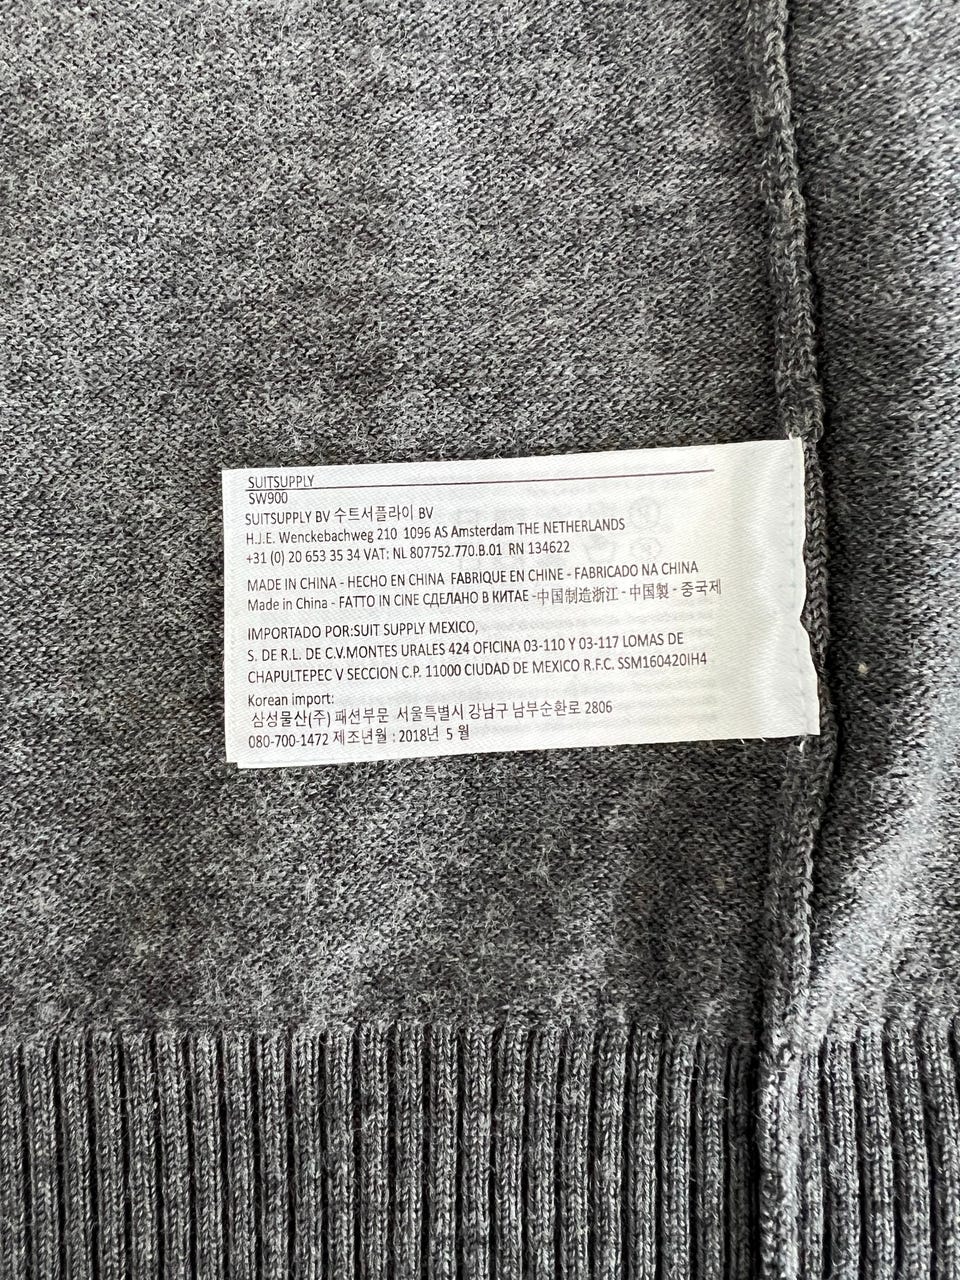 SUITSUPPLY
SW900
SUITSUPPLY BV 수트서플라이 BV
H.J.E. Wenckebachweg 210 1096 AS Amsterdam THE NETHERLANDS
+31 (0) 20 653 35 34 VAT: NL 807752.770.B.01 RN 134622
MADE IN CHINA - HECHO EN CHINA FABRIQUE EN CHINE - FABRICADO NA CHINA
Made in China - FATTO IN CINE СДЕЛАНО В КИТАЕ -中国制造浙江 - 中国製 - 중국제
IMPORTADO POR:SUIT SUPPLY MEXICO,
S. DE R.L. DE C.V.MONTES URALES 424 OFICINA 03-110 Y 03-117 LOMAS DE
CHAPULTEPEC V SECCION C.P. 11000 CIUDAD DE MEXICO R.F.C. SSM160420IH4
Korean import:
삼성물산(주) 패션부문 서울특별시 강남구 남부순환로 2806
080-700-1472 제조년월 : 2018년 5 월